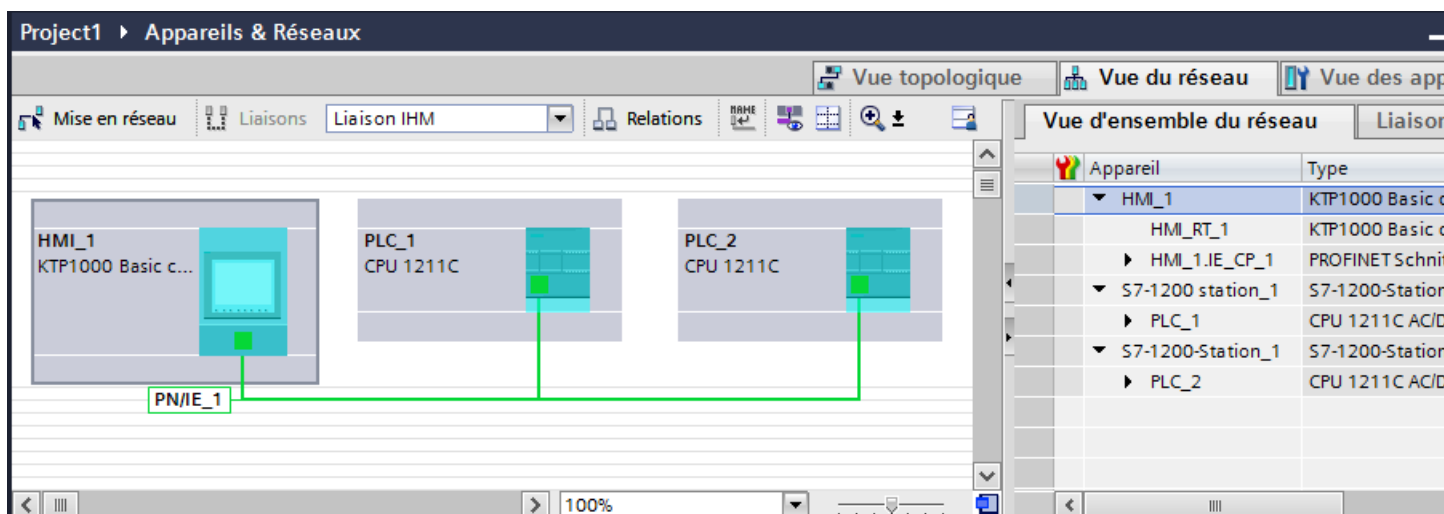 Project1 ▸ Appareils & Réseaux
Vue topologique
Vue du réseau
Vue des app
Mise en réseau
Liaisons
Liaison IHM
Relations
NAME
Vue d'ensemble du réseau
Liaison
Appareil
Type
HMI_1
KTP1000 Basic c
HMI_RT_1
KTP1000 Basic c
HMI_1.IE_CP_1
PROFINET Schnit
S7-1200 station_1
S7-1200-Station
PLC_1
CPU 1211C AC/D
S7-1200-Station_1
S7-1200-Station
PLC_2
CPU 1211C AC/D
HMI_1
KTP1000 Basic c...
PLC_1
CPU 1211C
PLC_2
CPU 1211C
PN/IE_1
100%